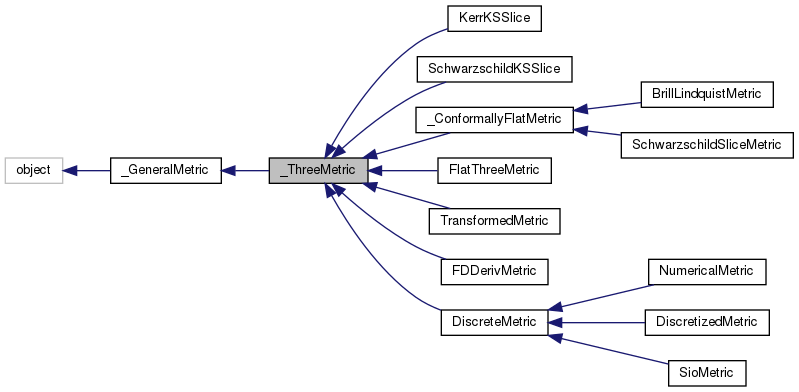 object
_GeneralMetric
_ThreeMetric
KerrKSSlice
SchwarzschildKSSlice
_ConformallyFlatMetric
FlatThreeMetric
TransformedMetric
FDDerivMetric
DiscreteMetric
BrillLindquistMetric
SchwarzschildSliceMetric
NumericalMetric
DiscretizedMetric
SioMetric